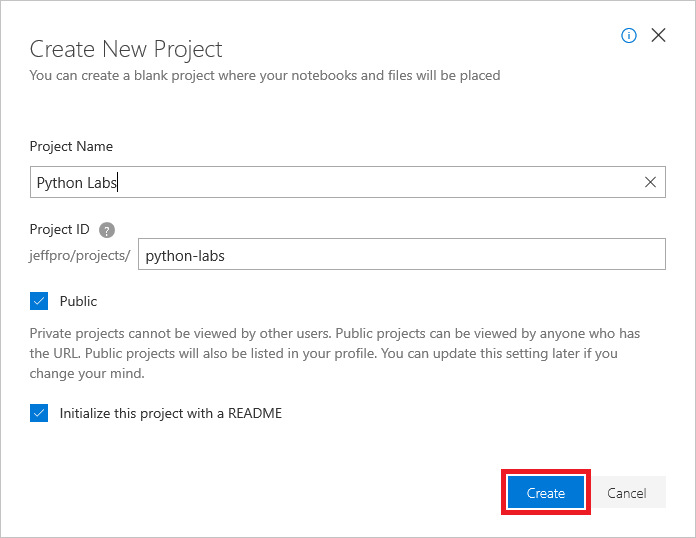 Create New Project
You can create a blank project where your notebooks and files will be placed
Project Name
Python Labs
Project ID ?
jeffpro/projects/ python-labs
Public
Private projects cannot be viewed by other users. Public projects can be viewed by anyone who has
the URL. Public projects will also be listed in your profile. You can update this setting later if you
change your mind.
Initialize this project with a README
Create Cancel